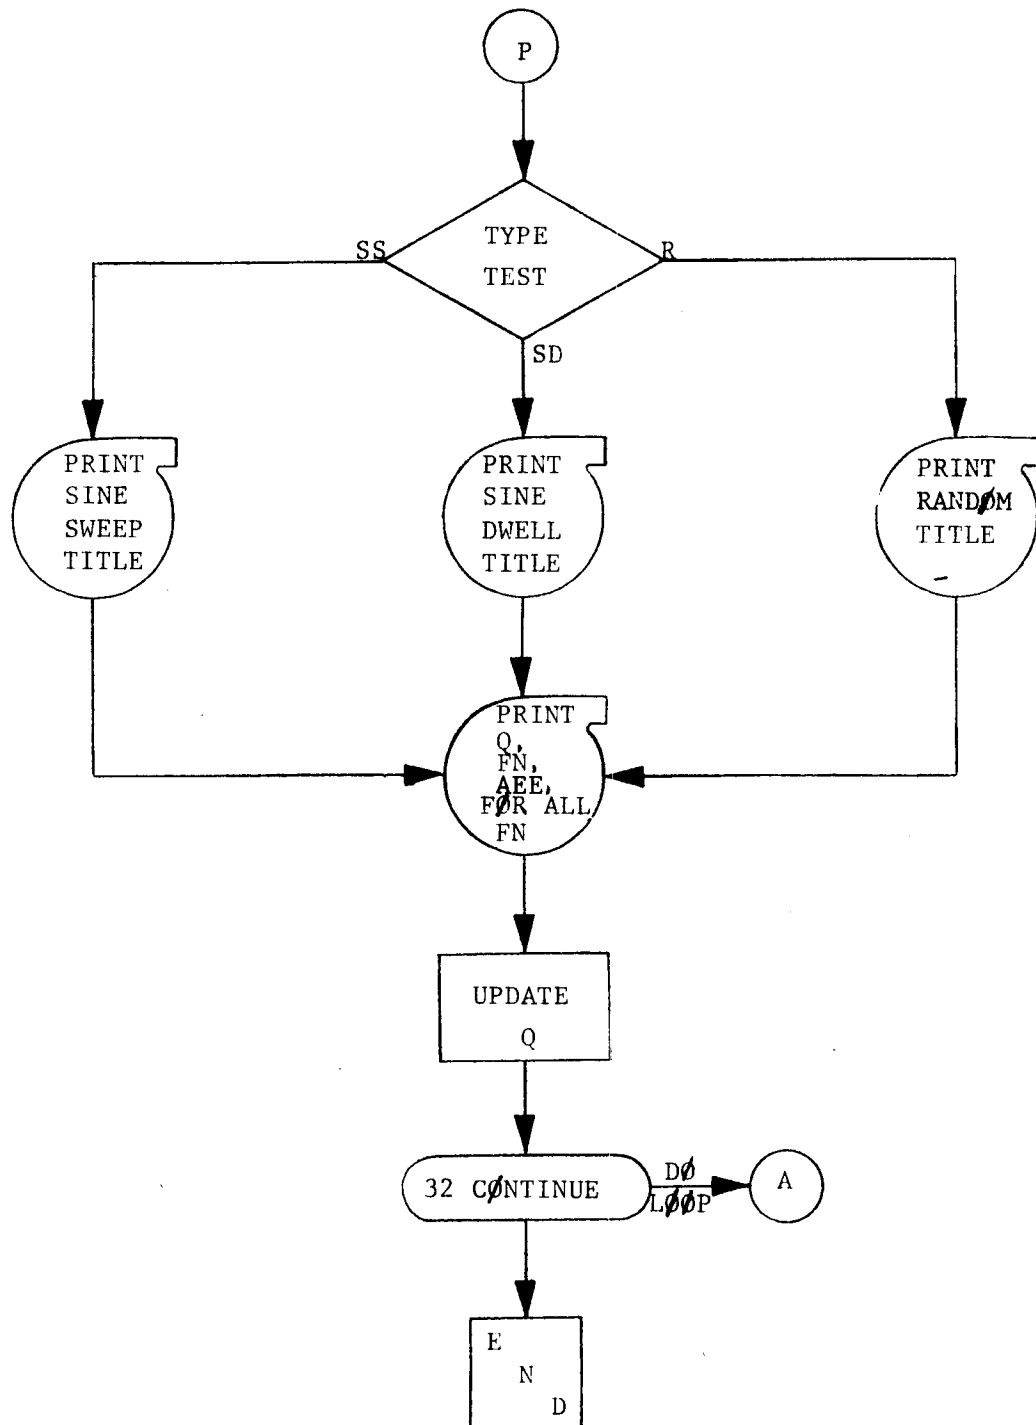 P
TYPE
TEST
SS
R
SD
PRINT
SINE
SWEEP
TITLE
PRINT
SINE
DWELL
TITLE
PRINT
RANDØM
TITLE
PRINT
Q,
FN,
AEE,
FØR ALL
FN
UPDATE
Q
32 CØNTINUE
DØ
LØØP
A
E
N
D